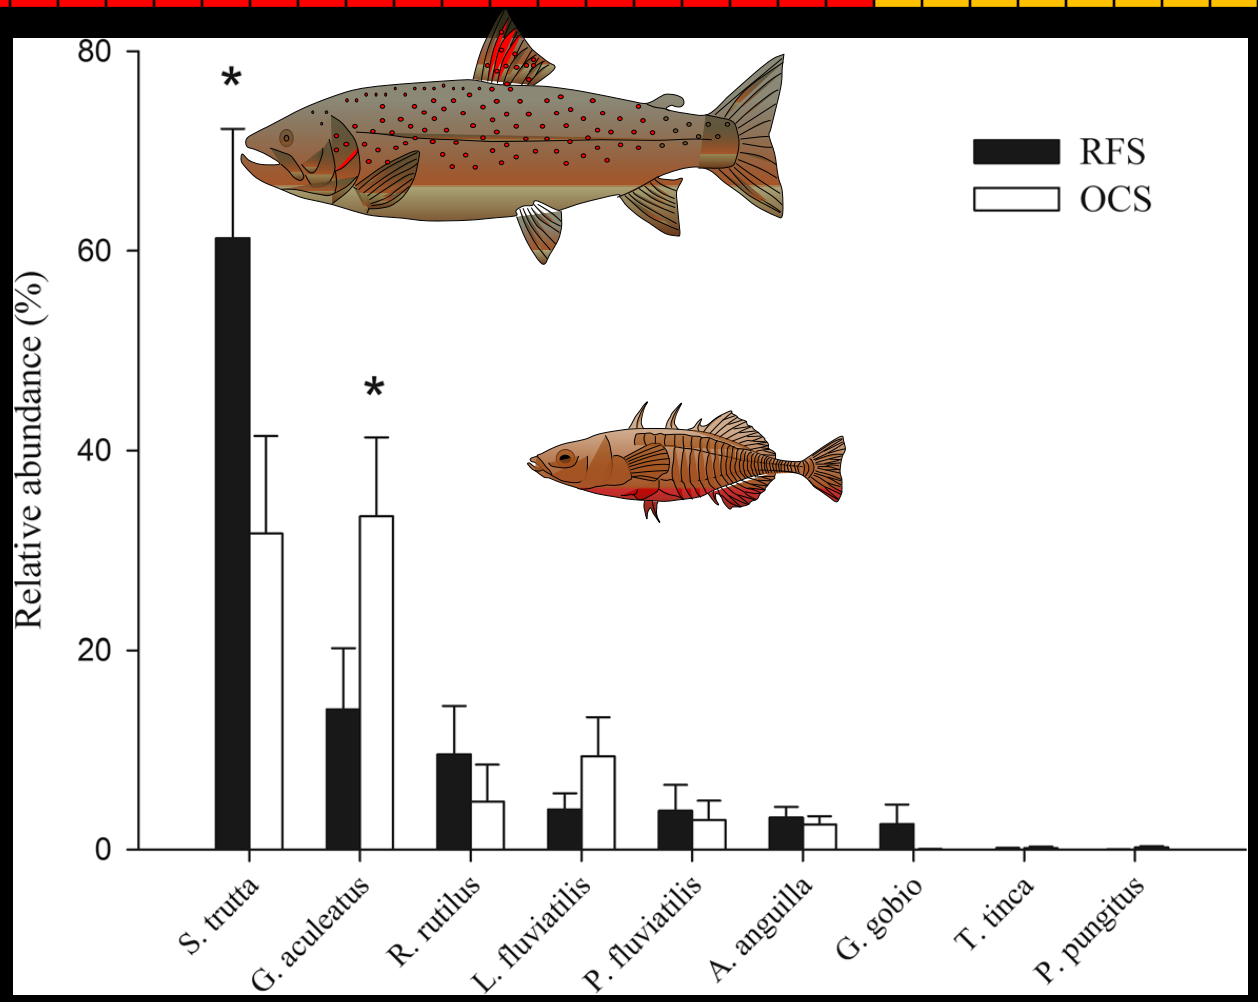 80
60
40
20
0
Relative abundance (%)
*
*
RFS
OCS
S. trutta
G. aculeatus
R. rutilus
L. fluviatilis
P. fluviatilis
A. anguilla
G. gobio
T. tinca
P. pungitus